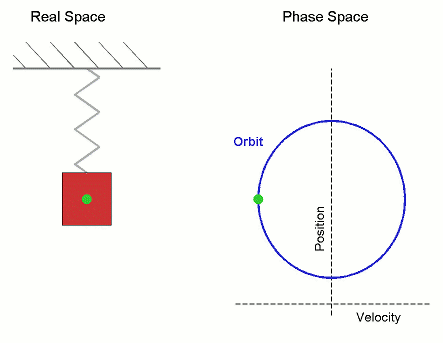 Real Space
Phase Space
Orbit
Position
Velocity